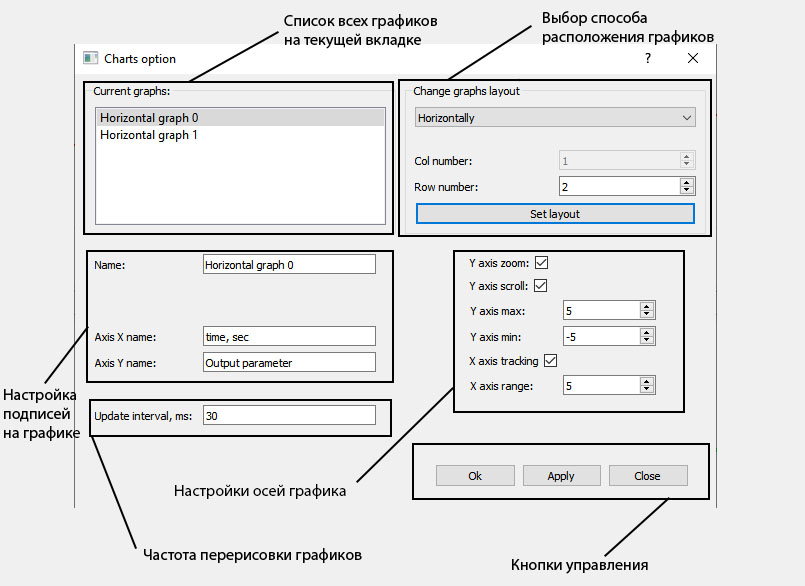 Список всех графиков
на текущей вкладке
Выбор способа
расположения графиков
Charts option
?
Current graphs:
Horizontal graph 0
Horizontal graph 1
Change graphs layout
Horizontally
Col number: 1
Row number: 2
Set layout
Name: Horizontal graph 0
Axis X name: time, sec
Axis Y name: Output parameter
Update interval, ms: 30
Y axis zoom:
Y axis scroll:
Y axis max: 5
Y axis min: -5
X axis tracking
X axis range: 5
Ok Apply Close
Настройка
подписей
на графике
Настройки осей графика
Частота перерисовки графиков
Кнопки управления